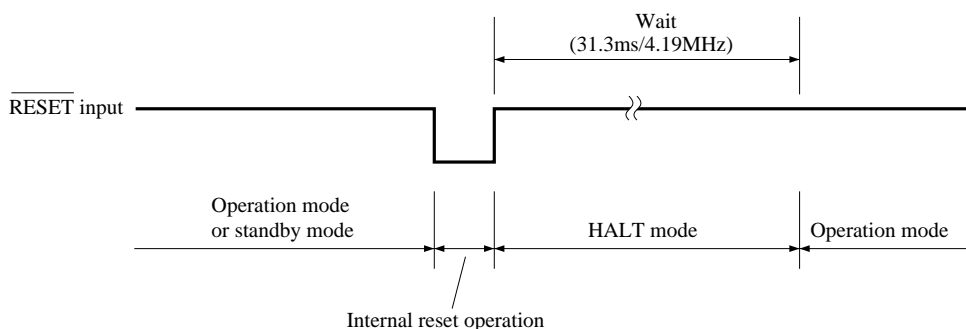 Wait
(31.3ms/4.19MHz)
RESET input
Operation mode
or standby mode
HALT mode
Operation mode
Internal reset operation